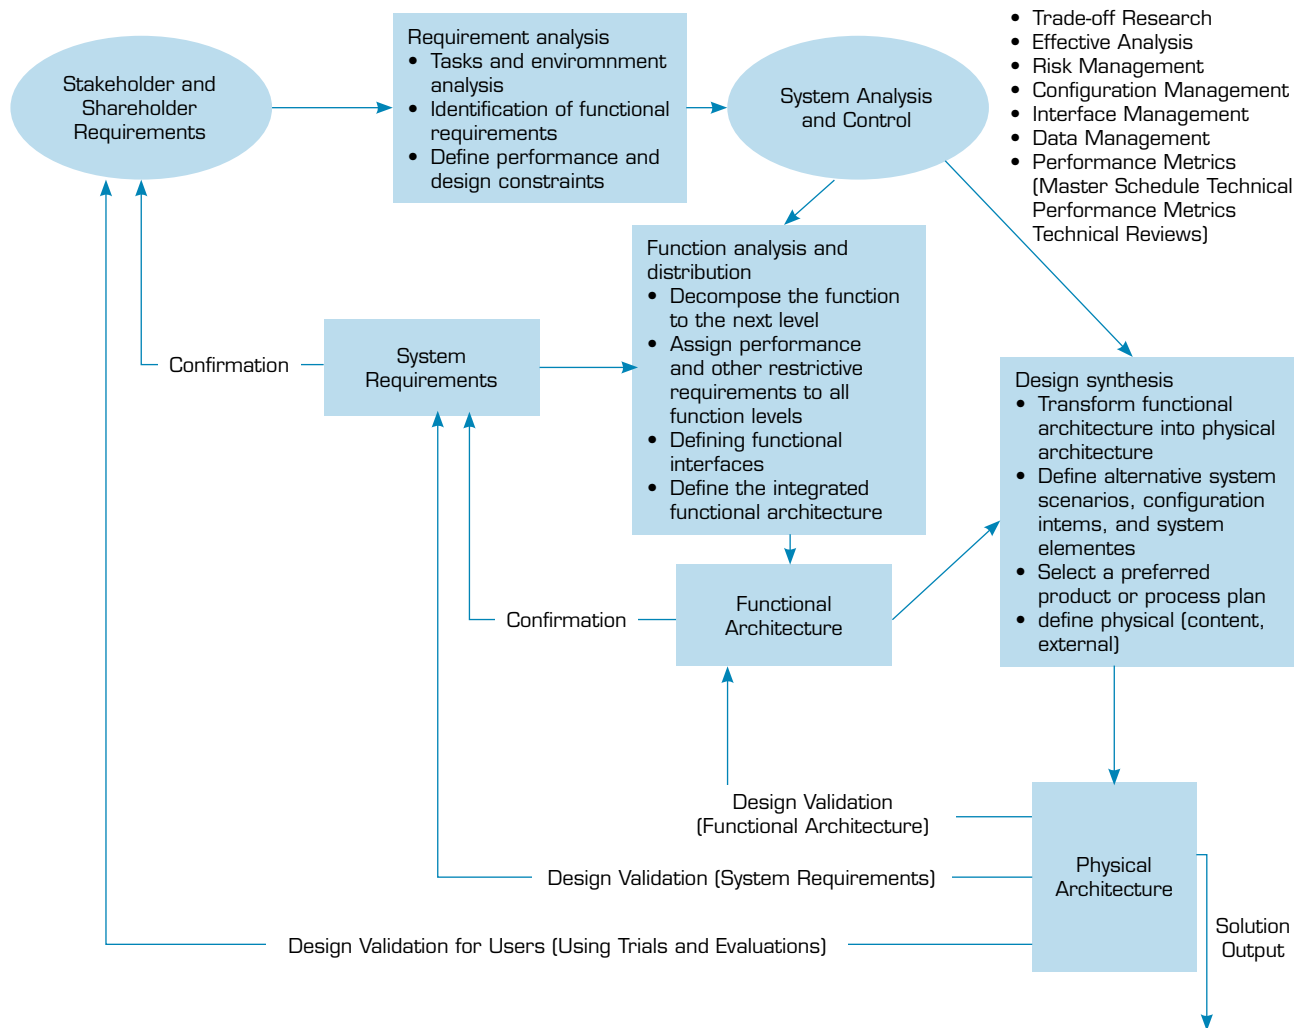 Stakeholder and
Shareholder
Requirements
Requirement analysis
• Tasks and enviromnment
analysis
• Identification of functional
requirements
• Define performance and
design constraints
System Analysis
and Control
• Trade-off Research
• Effective Analysis
• Risk Management
• Configuration Management
• Interface Management
• Data Management
• Performance Metrics
(Master Schedule Technical
Performance Metrics
Technical Reviews)
Function analysis and
distribution
• Decompose the function
to the next level
• Assign performance
and other restrictive
requirements to all
function levels
• Defining functional
interfaces
• Define the integrated
functional architecture
Confirmation
System
Requirements
Design synthesis
• Transform functional
architecture into physical
architecture
• Define alternative system
scenarios, configuration
intems, and system
elementes
• Select a preferred
product or process plan
• define physical (content,
external)
Confirmation
Functional
Architecture
Design Validation
(Functional Architecture)
Design Validation (System Requirements)
Physical
Architecture
Design Validation for Users (Using Trials and Evaluations)
Solution
Output